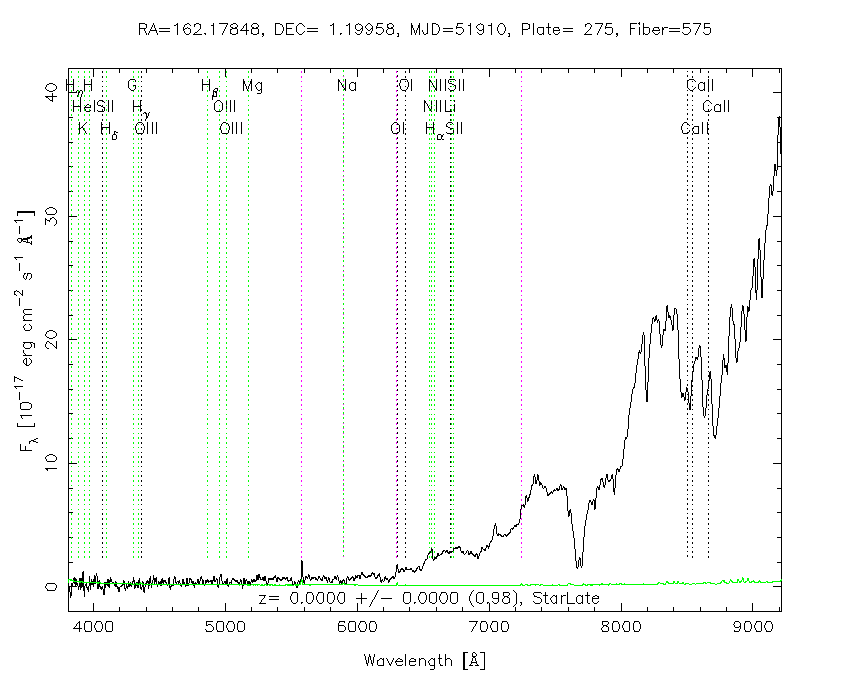 RA=162.17848, DEC= 1.19958, MJD=51910, Plate= 275, Fiber=575
Hη H G Hβ Mg Na OI NII SII CaII
HeI SII Hγ OIII NII Li CaII
K Hδ OIII OIII OI Hα SII CaII
40
30
20
10
0
Fλ [10⁻¹⁷ erg cm⁻² s⁻¹ Å⁻¹]
z= 0.0000 +/− 0.0000 (0.98), StarLate
4000 5000 6000 7000 8000 9000
Wavelength [Å]